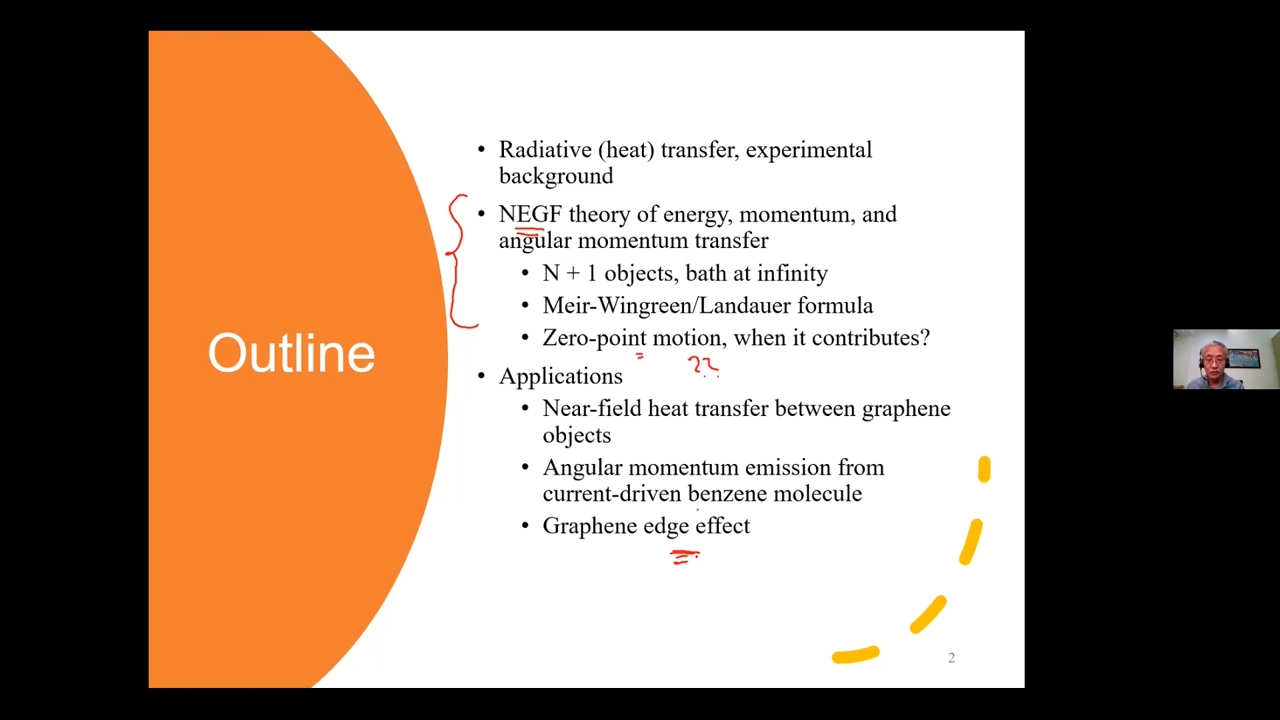 Outline
• Radiative (heat) transfer, experimental
background
• NEGF theory of energy, momentum, and
angular momentum transfer
• N + 1 objects, bath at infinity
• Meir-Wingreen/Landauer formula
• Zero-point motion, when it contributes?
??
• Applications
• Near-field heat transfer between graphene
objects
• Angular momentum emission from
current-driven benzene molecule
• Graphene edge effect
2